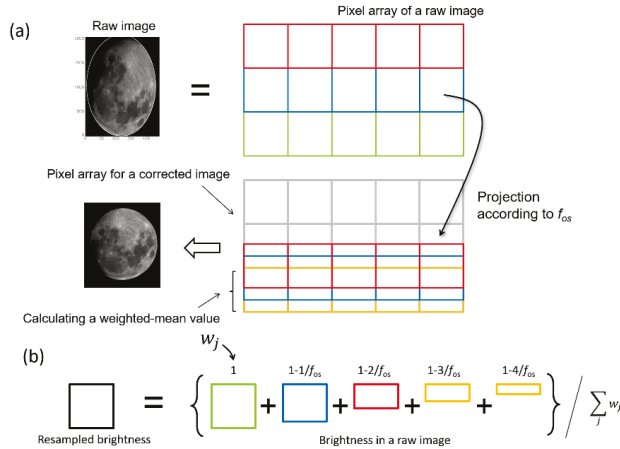 (a)
Raw image
Pixel array of a raw image
=
Pixel array for a corrected image
Projection
according to fos
Calculating a weighted-mean value
(b)
wj
1
1-1/fos
1-2/fos
1-3/fos
1-4/fos
= { + + + + } / ∑ wj
j
Resampled brightness
Brightness in a raw image